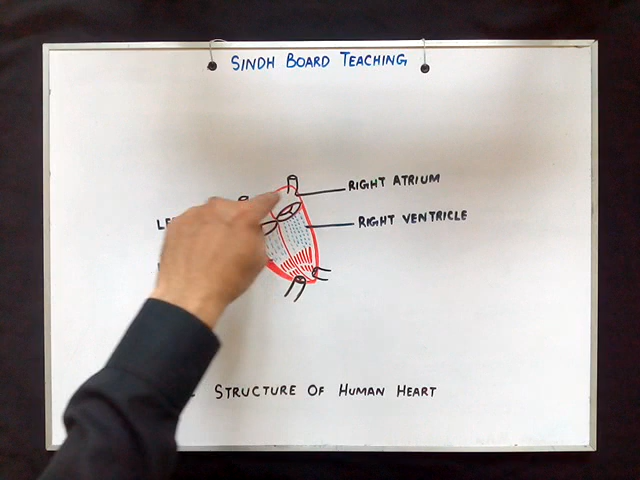 SINDH BOARD TEACHING
RIGHT ATRIUM
RIGHT VENTRICLE
STRUCTURE OF HUMAN HEART